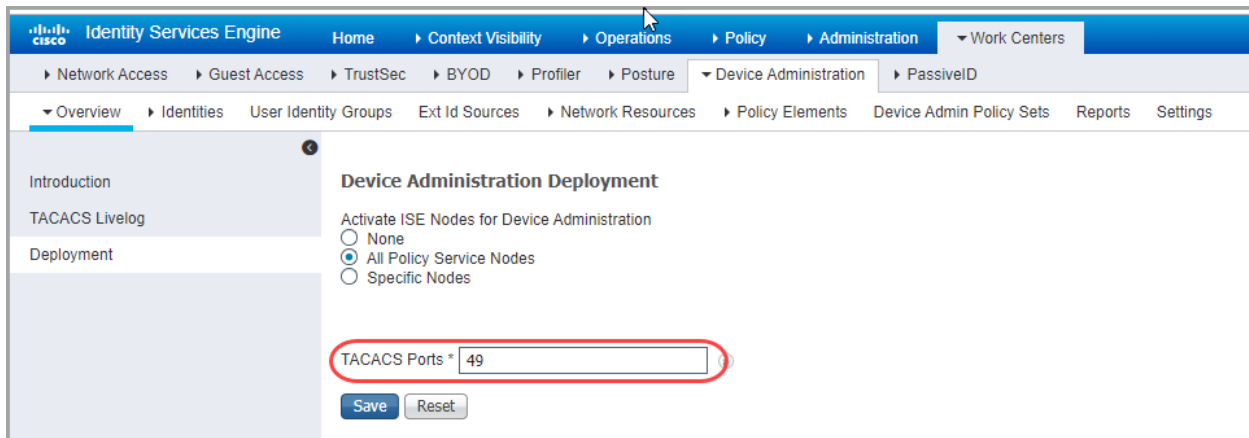 cisco Identity Services Engine Home Context Visibility Operations Policy Administration Work Centers
Network Access Guest Access TrustSec BYOD Profiler Posture Device Administration PassiveID
Overview Identities User Identity Groups Ext Id Sources Network Resources Policy Elements Device Admin Policy Sets Reports Settings
Introduction
TACACS Livelog
Deployment
Device Administration Deployment
Activate ISE Nodes for Device Administration
None
All Policy Service Nodes
Specific Nodes
TACACS Ports * 49
Save Reset